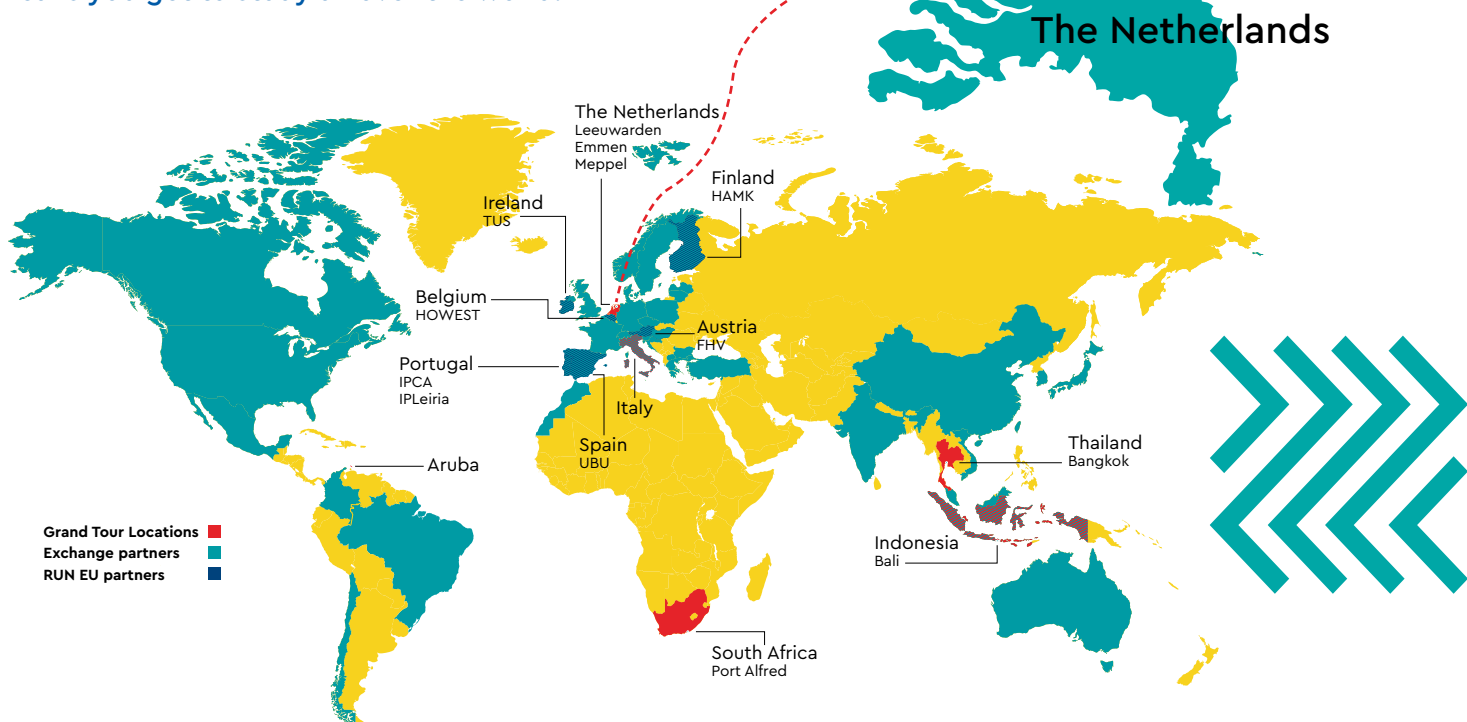 The Netherlands
The Netherlands
Leeuwarden
Emmen
Meppel
Finland
HAMK
Ireland
TUS
Belgium
HOWEST
Austria
FHV
Portugal
IPCA
IPLeiria
Italy
Spain
UBU
Aruba
Thailand
Bangkok
Grand Tour Locations
Exchange partners
RUN EU partners
Indonesia
Bali
South Africa
Port Alfred